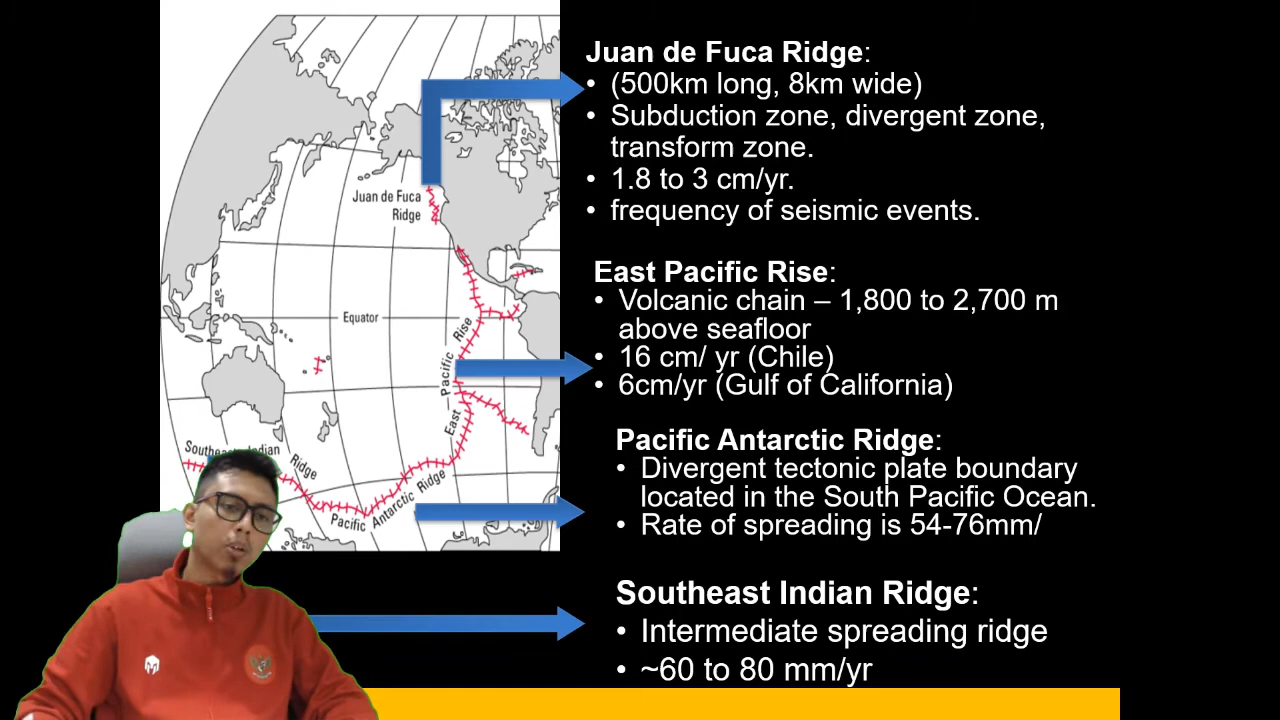 Juan de Fuca Ridge:
• (500km long, 8km wide)
• Subduction zone, divergent zone,
transform zone.
• 1.8 to 3 cm/yr.
• frequency of seismic events.
East Pacific Rise:
• Volcanic chain – 1,800 to 2,700 m
above seafloor
• 16 cm/ yr (Chile)
• 6cm/yr (Gulf of California)
Pacific Antarctic Ridge:
• Divergent tectonic plate boundary
located in the South Pacific Ocean.
• Rate of spreading is 54-76mm/
Southeast Indian Ridge:
• Intermediate spreading ridge
• ~60 to 80 mm/yr
Juan de Fuca
Ridge
Equator
East Pacific Rise
Southeast Indian Ridge
Pacific Antarctic Ridge